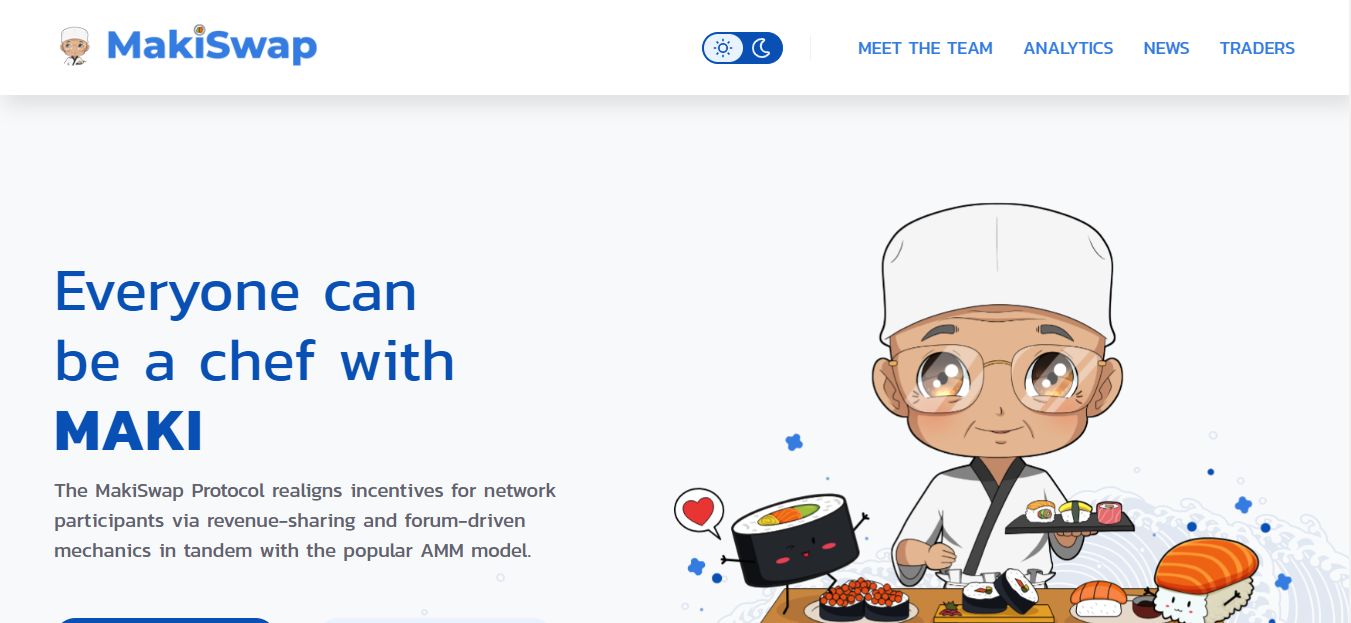 MakiSwap
MEET THE TEAM
ANALYTICS
NEWS
TRADERS
Everyone can
be a chef with
MAKI
The MakiSwap Protocol realigns incentives for network
participants via revenue-sharing and forum-driven
mechanics in tandem with the popular AMM model.